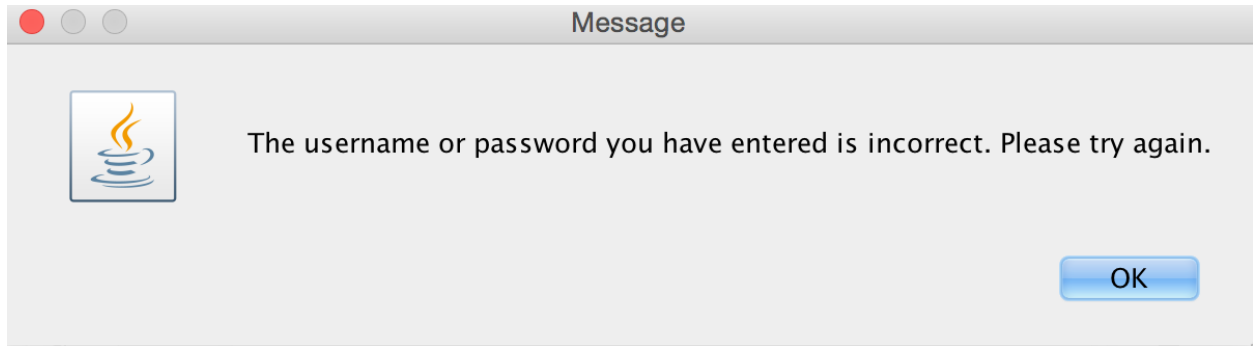 Message
The username or password you have entered is incorrect. Please try again.
OK